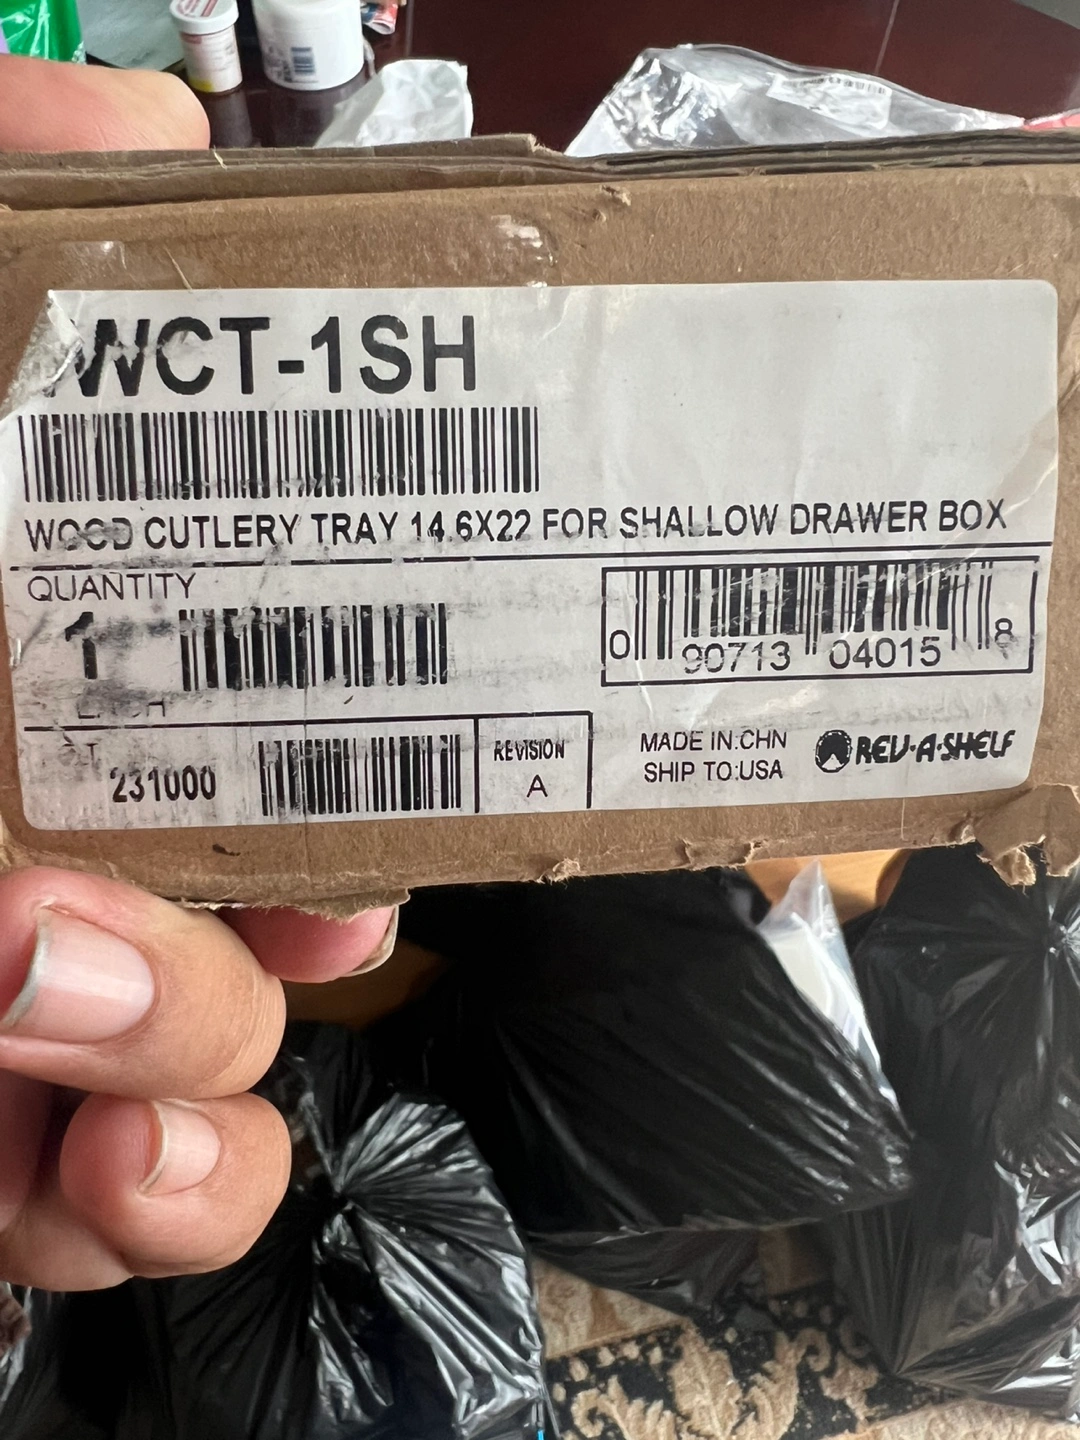 WCT-1SH
WOOD CUTLERY TRAY 14.6X22 FOR SHALLOW DRAWER BOX
QUANTITY
1
EACH
0 90713 04015 8
231000
REVISION
A
MADE IN:CHN
SHIP TO:USA
REV-A-SHELF